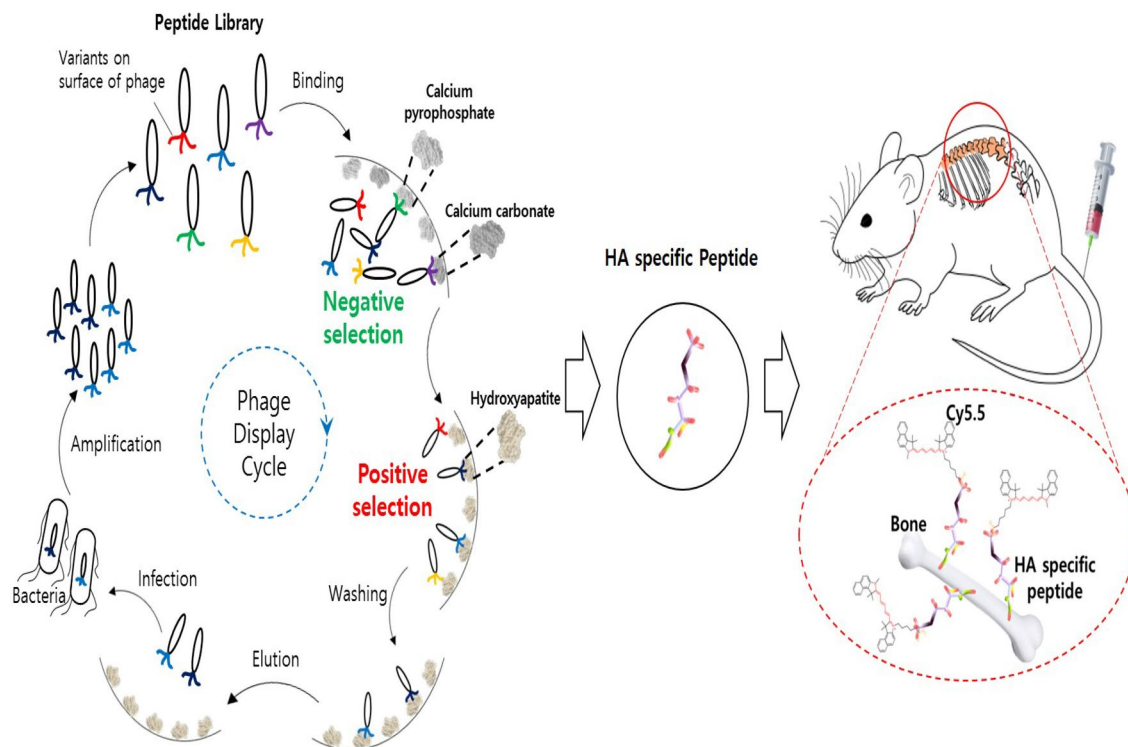 Peptide Library
Variants on
surface of phage
Binding
Calcium
pyrophosphate
Calcium carbonate
Negative
selection
Hydroxyapatite
Positive
selection
Phage
Display
Cycle
Amplification
Bacteria
Infection
Elution
Washing
HA specific Peptide
Cy5.5
Bone
HA specific
peptide